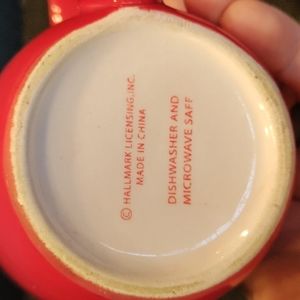 © HALLMARK LICENSING, INC.
MADE IN CHINA
DISHWASHER AND
MICROWAVE SAFE